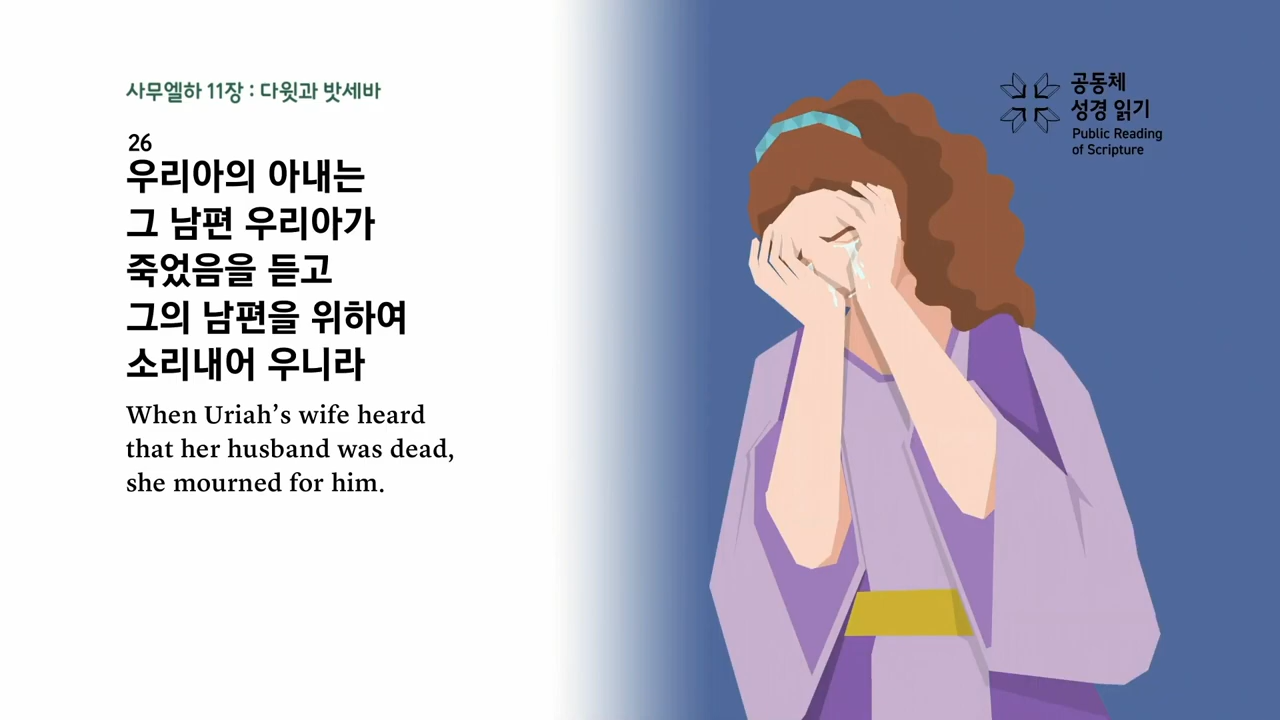 사무엘하 11장 : 다윗과 밧세바
26
우리아의 아내는
그 남편 우리아가
죽었음을 듣고
그의 남편을 위하여
소리내어 우니라
When Uriah’s wife heard
that her husband was dead,
she mourned for him.
공동체
성경 읽기
Public Reading
of Scripture